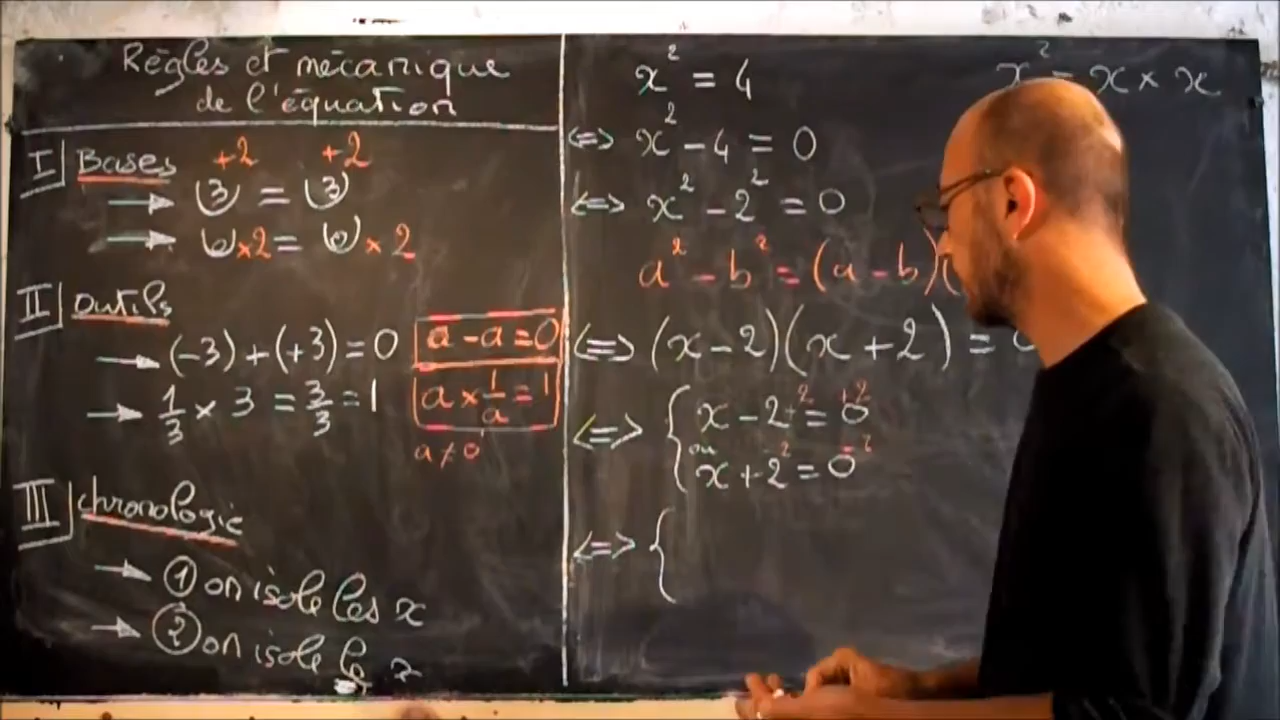 Règles et mécanique
de l'équation
I Bases +2 +2
→ 3 = 3
→ 6 ×2 = 6 ×2
II Outils
→ (-3) + (+3) = 0
a - a = 0
→ 1/3 × 3 = 3/3 = 1
a × 1/a = 1
a ≠ 0
III chronologie
→ ① on isole les x
→ ② on isole le x
x² = 4
x² = x × x
<=> x² - 4 = 0
<=> x² - 2² = 0
a² - b² = (a - b)(
<=> (x - 2)(x + 2) = 0
<=> { x - 2 +2 = 0 +2
ou
x + 2 -2 = 0 -2
<=> {